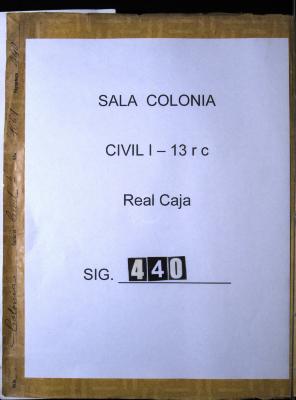 SALA COLONIA
CIVIL I – 13 r c
Real Caja
SIG. 440